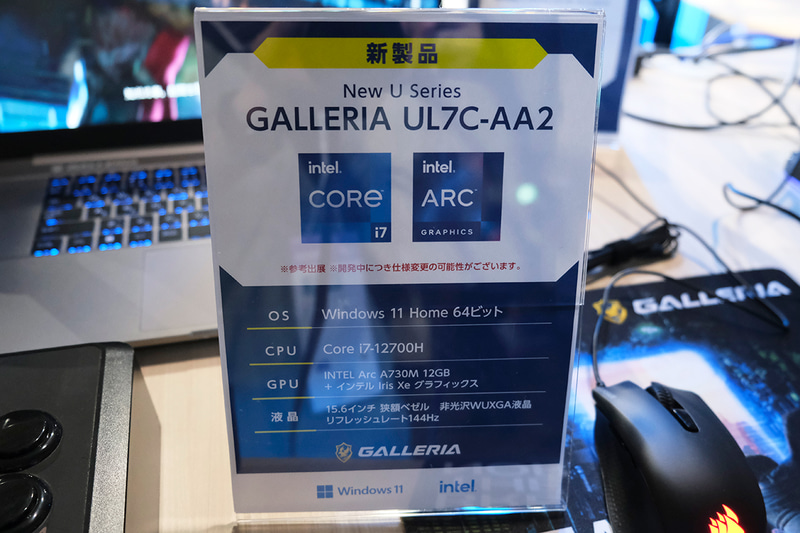 新製品
New U Series
GALLERIA UL7C-AA2
intel. CORE™ i7
intel. ARC™ GRAPHICS
※参考出展 ※開発中につき仕様変更の可能性がございます。
OS Windows 11 Home 64ビット
CPU Core i7-12700H
GPU INTEL Arc A730M 12GB
+ インテル Iris Xe グラフィックス
液晶 15.6インチ 狭額ベゼル 非光沢WUXGA液晶
リフレッシュレート144Hz
GALLERIA
Windows 11 intel.
GALLERIA